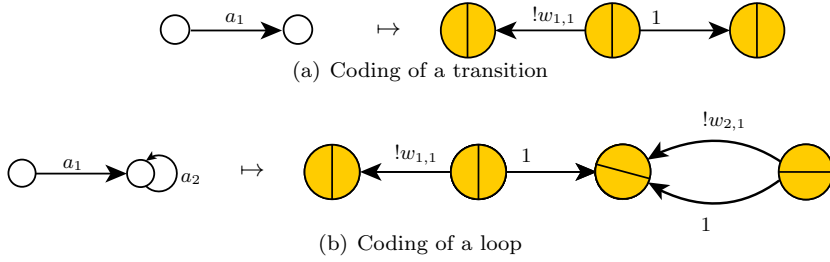 a₁ ↦ !w₁,₁ 1
(a) Coding of a transition
!w₂,₁
a₁ a₂ ↦ !w₁,₁ 1
1
(b) Coding of a loop